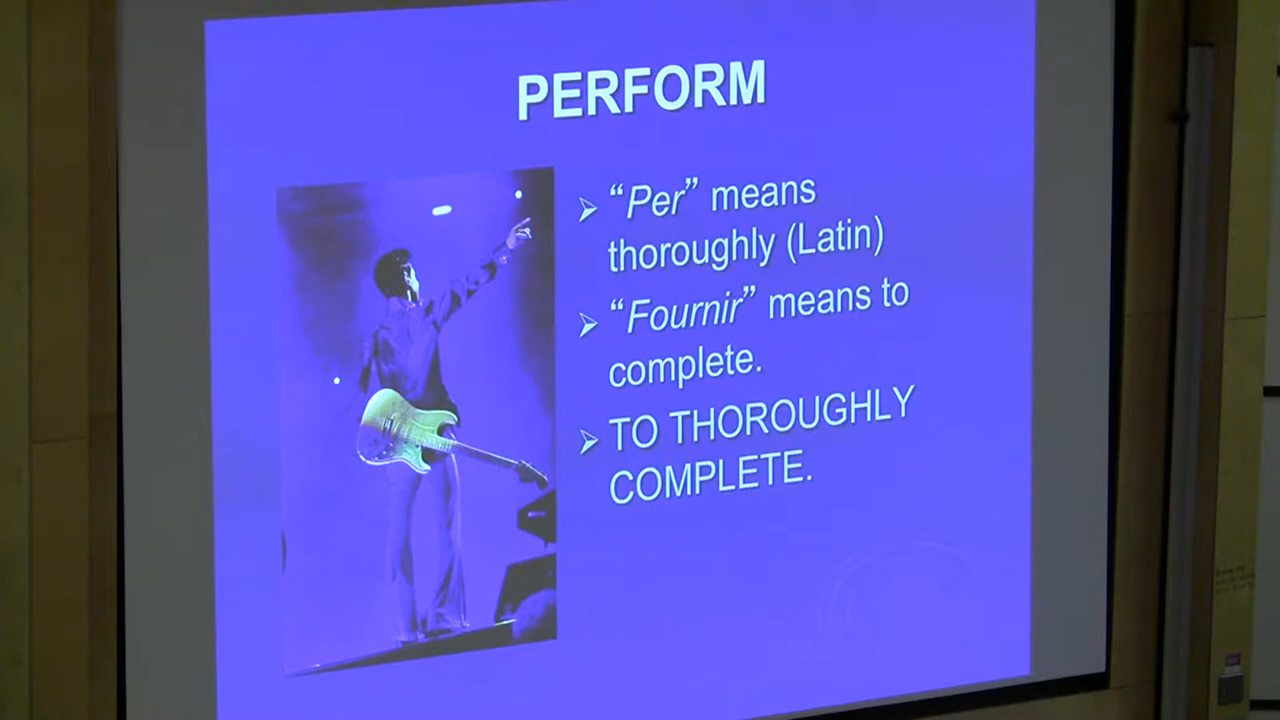 PERFORM
“Per” means
thoroughly (Latin)
“Fournir” means to
complete.
TO THOROUGHLY
COMPLETE.